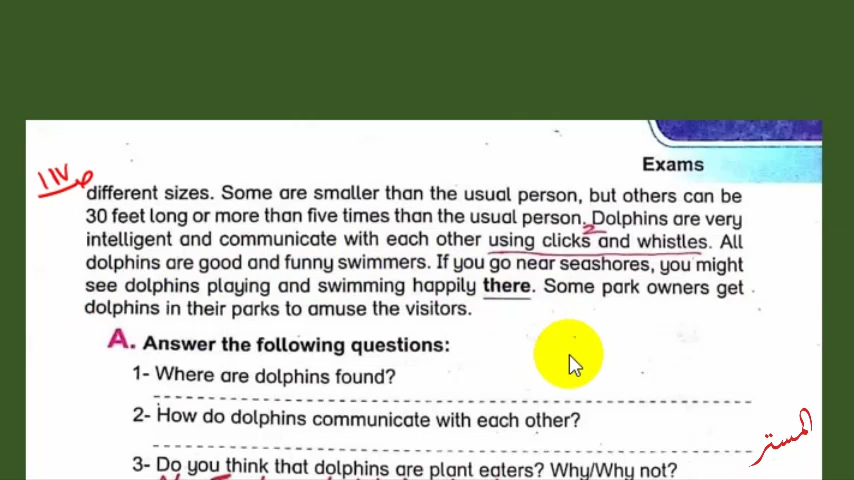 Exams
١١٧ ص
different sizes. Some are smaller than the usual person, but others can be
30 feet long or more than five times than the usual person. Dolphins are very
2
intelligent and communicate with each other using clicks and whistles. All
dolphins are good and funny swimmers. If you go near seashores, you might
see dolphins playing and swimming happily there. Some park owners get
dolphins in their parks to amuse the visitors.
A. Answer the following questions:
1- Where are dolphins found?
2- How do dolphins communicate with each other?
3- Do you think that dolphins are plant eaters? Why/Why not?
المستر